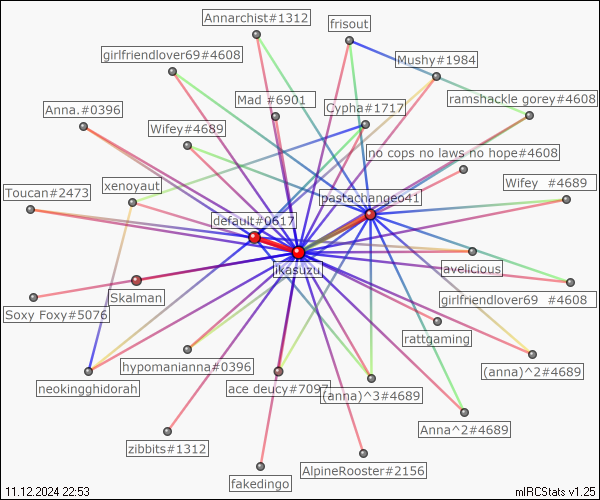 Annarchist#1312
frisout
girlfriendlover69#4608
Mushy#1984
Mad #6901
ramshackle gorey#4608
Anna.#0396
Cypha#1717
Wifey#4689
no cops no laws no hope#4608
xenoyaut
Wifey #4689
Toucan#2473
pastachangeo41
default#0617
ikasuzu
avelicious
Skalman
girlfriendlover69 #4608
Soxy Foxy#5076
rattgaming
hypomanianna#0396
(anna)^2#4689
neokingghidorah
ace deucy#7097
(anna)^3#4689
Anna^2#4689
zibbits#1312
AlpineRooster#2156
fakedingo
11.12.2024 22:53
mIRCStats v1.25